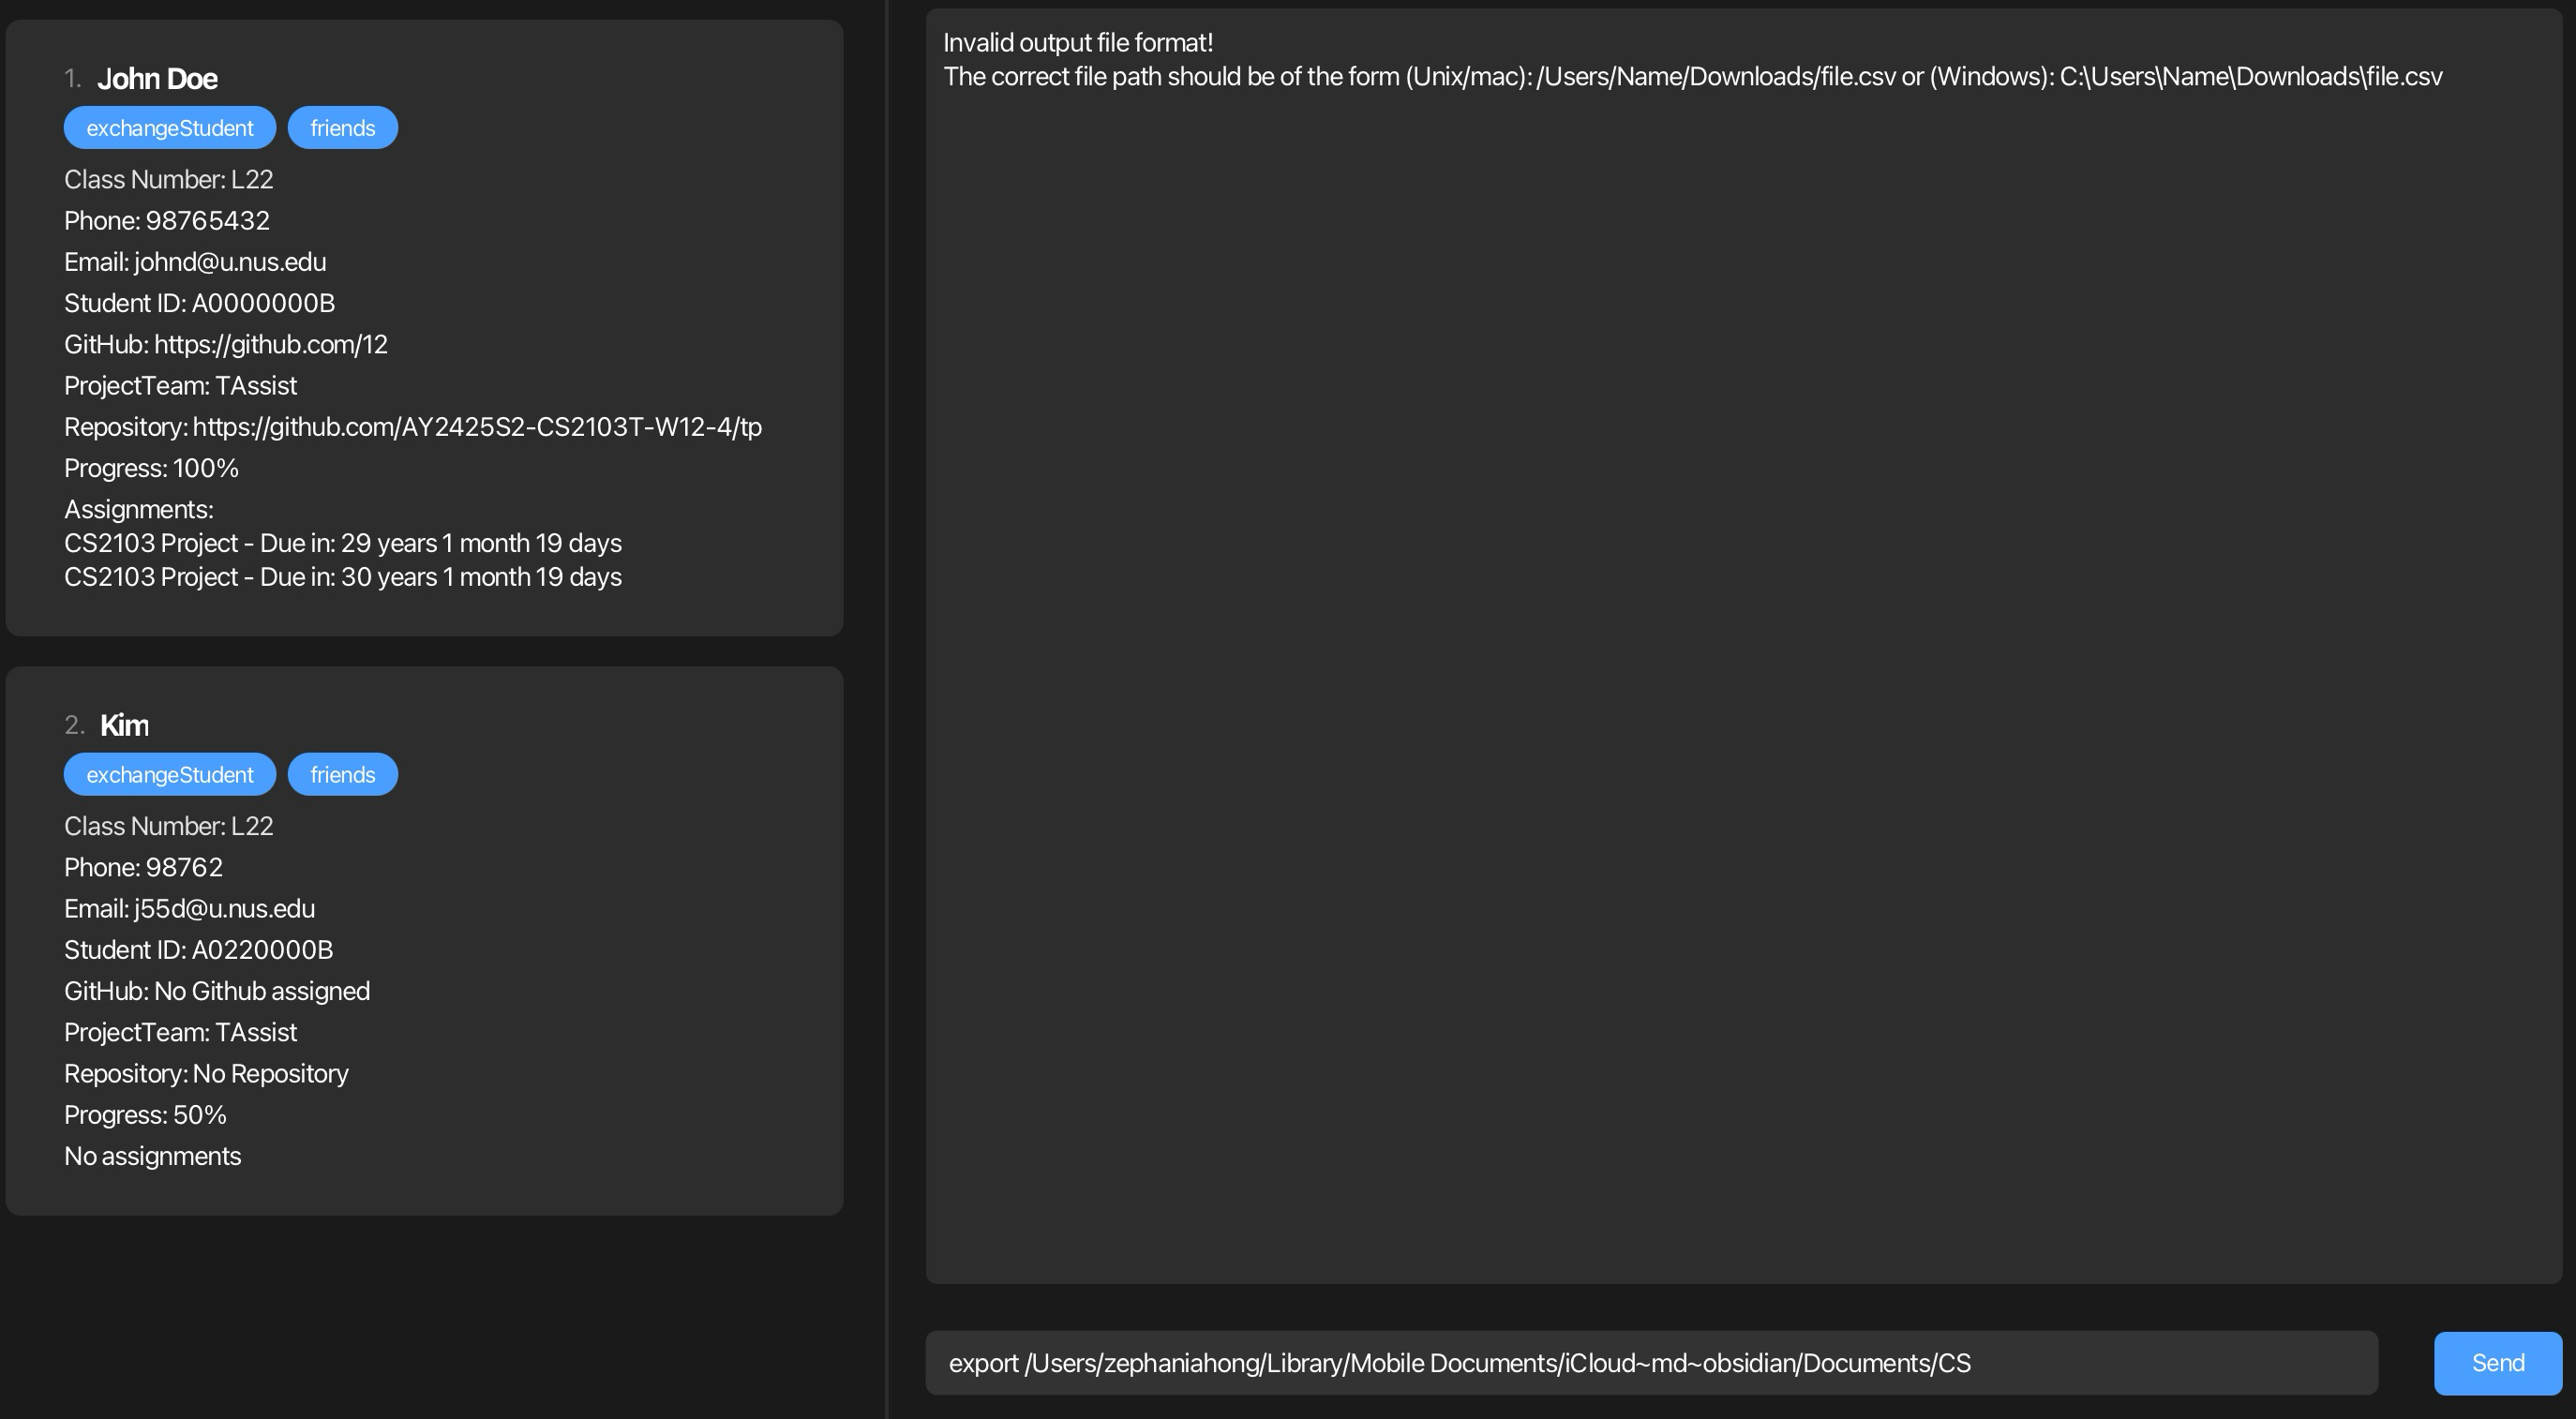 1. John Doe
exchangeStudent friends
Class Number: L22
Phone: 98765432
Email: johnd@u.nus.edu
Student ID: A0000000B
GitHub: https://github.com/12
ProjectTeam: TAssist
Repository: https://github.com/AY2425S2-CS2103T-W12-4/tp
Progress: 100%
Assignments:
CS2103 Project - Due in: 29 years 1 month 19 days
CS2103 Project - Due in: 30 years 1 month 19 days
2. Kim
exchangeStudent friends
Class Number: L22
Phone: 98762
Email: j55d@u.nus.edu
Student ID: A0220000B
GitHub: No Github assigned
ProjectTeam: TAssist
Repository: No Repository
Progress: 50%
No assignments
Invalid output file format!
The correct file path should be of the form (Unix/mac): /Users/Name/Downloads/file.csv or (Windows): C:\Users\Name\Downloads\file.csv
export /Users/zephaniahong/Library/Mobile Documents/iCloud~md~obsidian/Documents/CS
Send